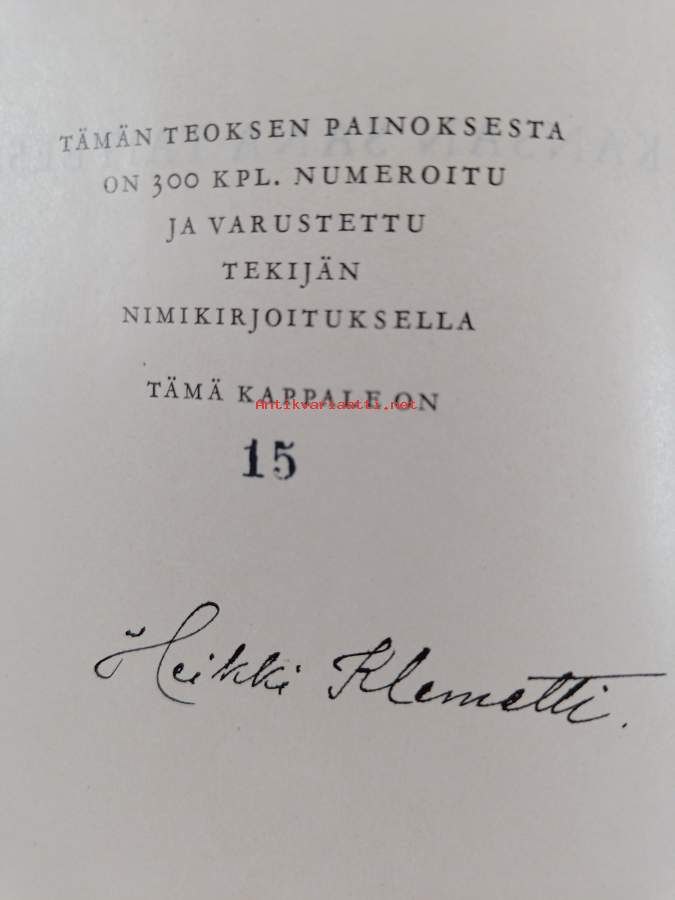 TÄMÄN TEOKSEN PAINOKSESTA
ON 300 KPL. NUMEROITU
JA VARUSTETTU
TEKIJÄN
NIMIKIRJOITUKSELLA
TÄMÄ KAPPALE ON
Antikvariaatti.net
15
Heikki Klemetti.